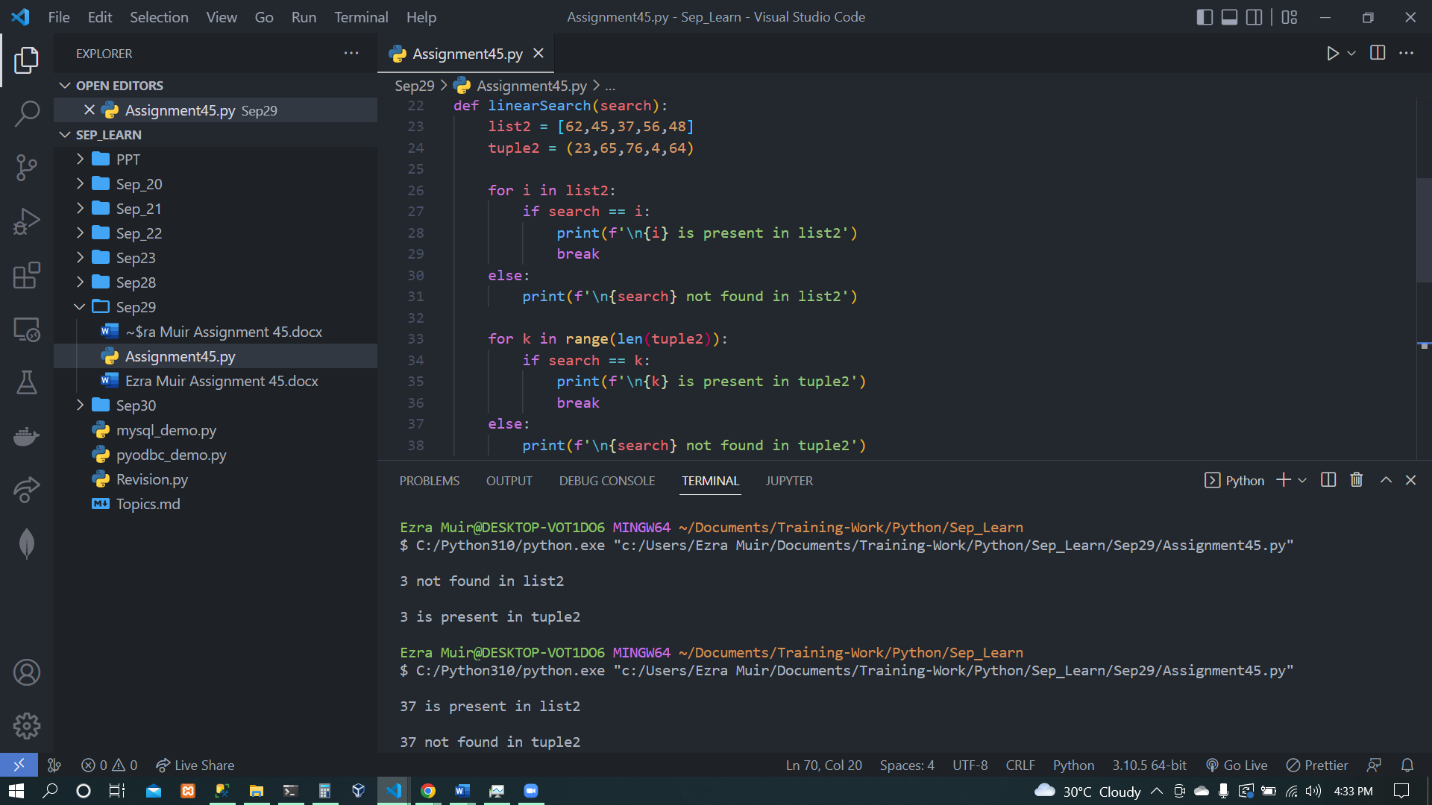 File Edit Selection View Go Run Terminal Help
Assignment45.py - Sep_Learn - Visual Studio Code
EXPLORER
OPEN EDITORS
Assignment45.py Sep29
SEP_LEARN
PPT
Sep_20
Sep_21
Sep_22
Sep23
Sep28
Sep29
~$ra Muir Assignment 45.docx
Assignment45.py
Ezra Muir Assignment 45.docx
Sep30
mysql_demo.py
pyodbc_demo.py
Revision.py
Topics.md
Assignment45.py
Sep29 > Assignment45.py > ...
22 def linearSearch(search):
23     list2 = [62,45,37,56,48]
24     tuple2 = (23,65,76,4,64)
25
26     for i in list2:
27         if search == i:
28             print(f'\n{i} is present in list2')
29             break
30     else:
31         print(f'\n{search} not found in list2')
32
33     for k in range(len(tuple2)):
34         if search == k:
35             print(f'\n{k} is present in tuple2')
36             break
37     else:
38         print(f'\n{search} not found in tuple2')
PROBLEMS OUTPUT DEBUG CONSOLE TERMINAL JUPYTER
Python
Ezra Muir@DESKTOP-VOT1DO6 MINGW64 ~/Documents/Training-Work/Python/Sep_Learn
$ C:/Python310/python.exe "c:/Users/Ezra Muir/Documents/Training-Work/Python/Sep_Learn/Sep29/Assignment45.py"
3 not found in list2
3 is present in tuple2
Ezra Muir@DESKTOP-VOT1DO6 MINGW64 ~/Documents/Training-Work/Python/Sep_Learn
$ C:/Python310/python.exe "c:/Users/Ezra Muir/Documents/Training-Work/Python/Sep_Learn/Sep29/Assignment45.py"
37 is present in list2
37 not found in tuple2
0 0 Live Share
Ln 70, Col 20 Spaces: 4 UTF-8 CRLF Python 3.10.5 64-bit Go Live Prettier
30°C Cloudy 4:33 PM